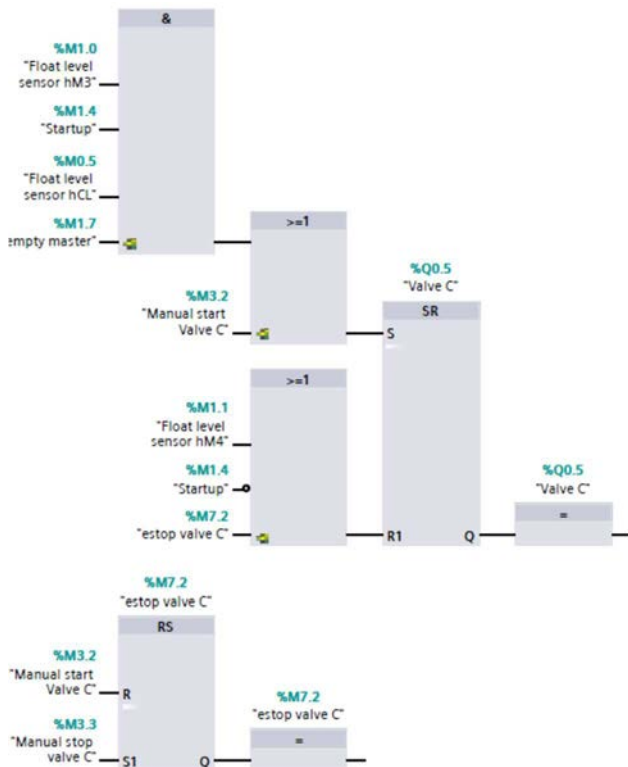 &
%M1.0
"Float level
sensor hM3"
%M1.4
"Startup"
%M0.5
"Float level
sensor hCL"
%M1.7
empty master"
>=1
%M3.2
"Manual start
Valve C"
%Q0.5
"Valve C"
SR
S
>=1
%M1.1
"Float level
sensor hM4"
%M1.4
"Startup"
%M7.2
"estop valve C"
R1 Q
%Q0.5
"Valve C"
=
%M7.2
"estop valve C"
RS
%M3.2
"Manual start
Valve C"
R
%M3.3
"Manual stop
valve C"
S1 Q
%M7.2
"estop valve C"
=